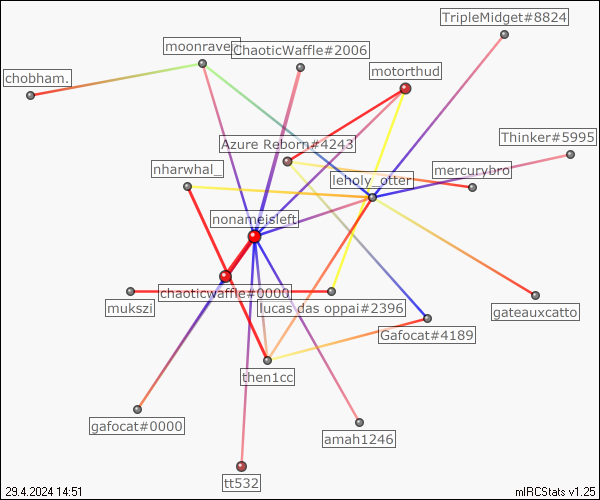 TripleMidget#8824
moonraven
ChaoticWaffle#2006
chobham.
motorthud
Azure Reborn#4243
Thinker#5995
nharwhal_
mercurybro
leholy_otter
nonameisleft
chaoticwaffle#0000
mukszi
lucas das oppai#2396
gateauxcatto
Gafocat#4189
then1cc
gafocat#0000
amah1246
tt532
29.4.2024 14:51
mIRCStats v1.25